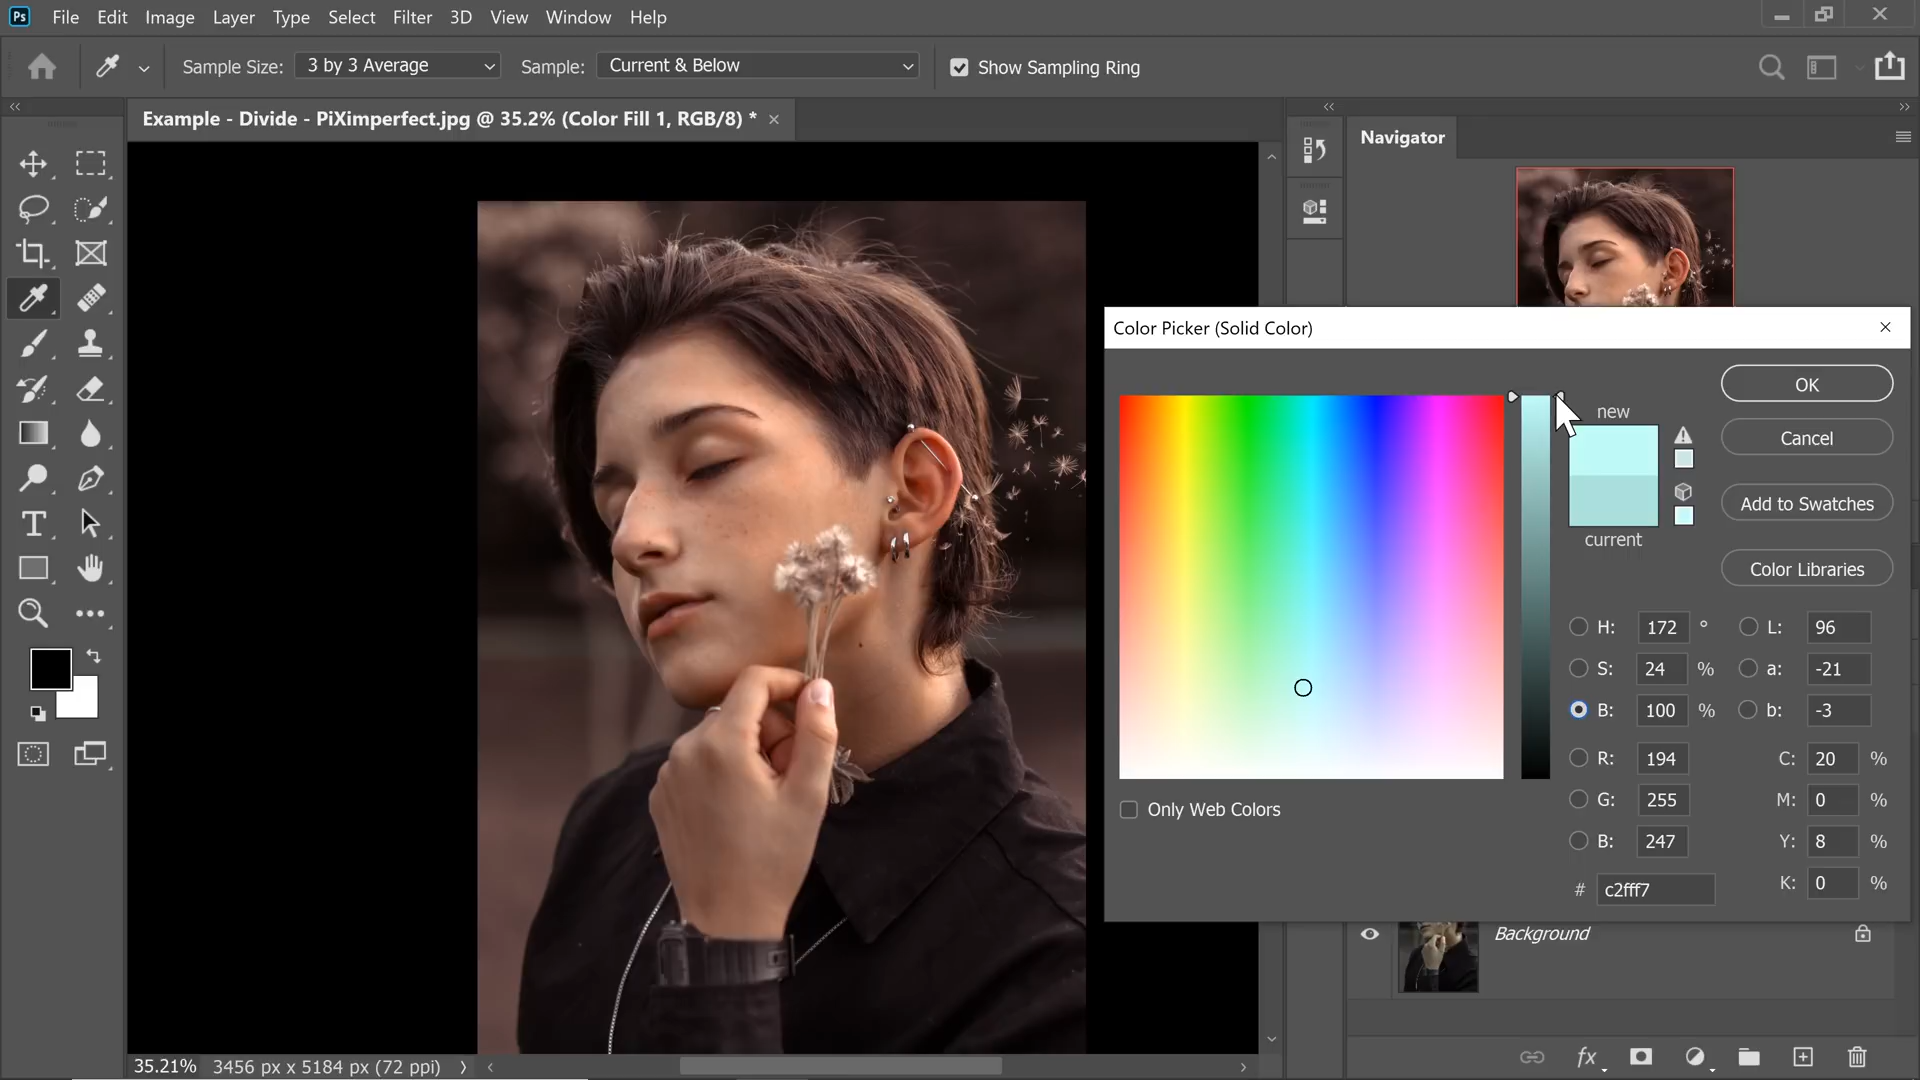 Ps File Edit Image Layer Type Select Filter 3D View Window Help
Sample Size: 3 by 3 Average Sample: Current & Below Show Sampling Ring
Example - Divide - PiXimperfect.jpg @ 35.2% (Color Fill 1, RGB/8) *
Navigator
Color Picker (Solid Color)
OK
new
Cancel
Add to Swatches
current
Color Libraries
H: 172 ° L: 96
S: 24 % a: -21
B: 100 % b: -3
R: 194 C: 20 %
G: 255 M: 0 %
B: 247 Y: 8 %
# c2fff7 K: 0 %
Only Web Colors
Background
35.21% 3456 px x 5184 px (72 ppi)
fx